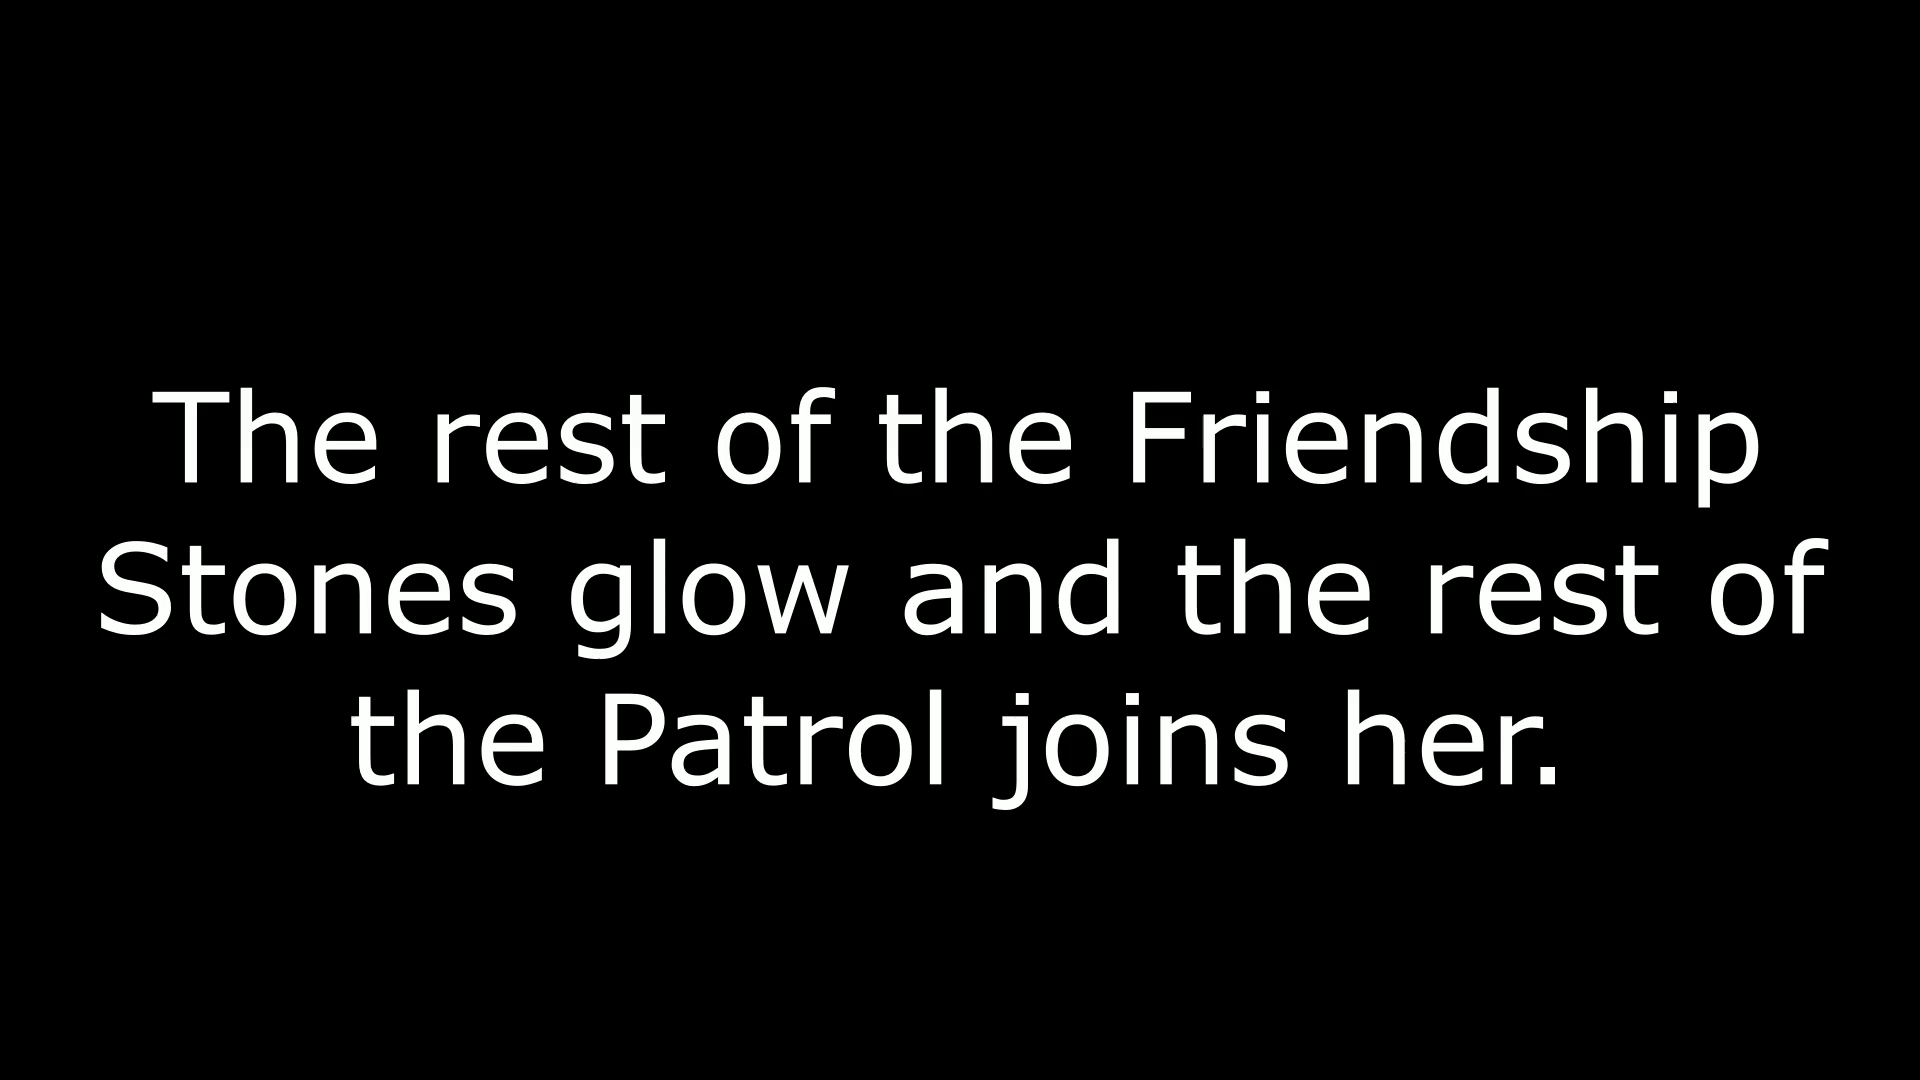 The rest of the Friendship
Stones glow and the rest of
the Patrol joins her.